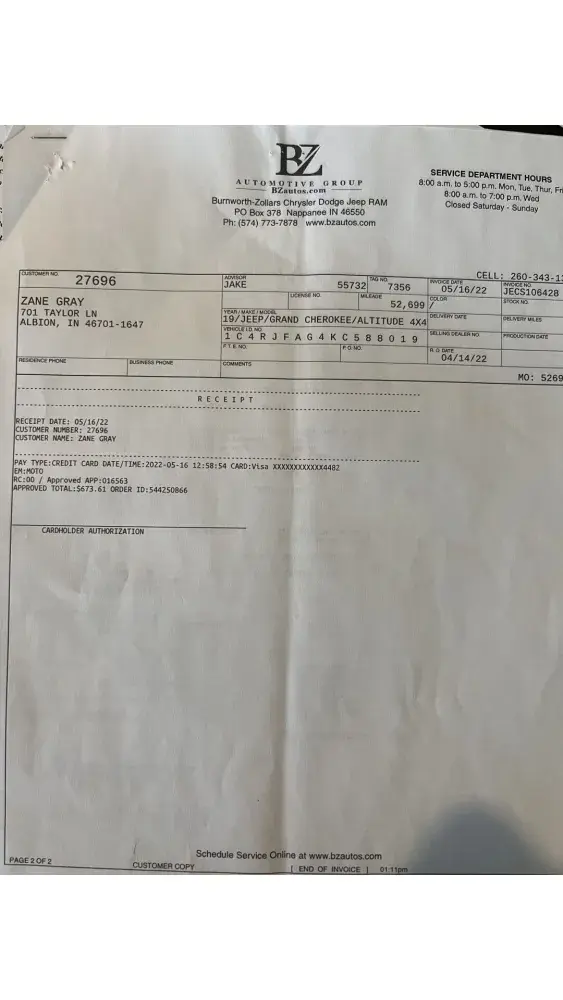 BZ
AUTOMOTIVE GROUP
BZautos.com
Burnworth-Zollars Chrysler Dodge Jeep RAM
PO Box 378 Nappanee IN 46550
Ph: (574) 773-7878 www.bzautos.com
SERVICE DEPARTMENT HOURS
8:00 a.m. to 5:00 p.m. Mon, Tue, Thur, Fri
8:00 a.m. to 7:00 p.m. Wed
Closed Saturday - Sunday
CELL: 260-343-1
CUSTOMER NO. 27696
ADVISOR
JAKE 55732
TAG NO.
7356
INVOICE DATE
05/16/22
INVOICE NO.
JECS106428
LICENSE NO.
MILEAGE
52,699
COLOR
/
STOCK NO.
ZANE GRAY
701 TAYLOR LN
ALBION, IN 46701-1647
YEAR / MAKE / MODEL
19/JEEP/GRAND CHEROKEE/ALTITUDE 4X4
DELIVERY DATE
DELIVERY MILES
VEHICLE I.D. NO.
1C4RJFAG4KC588019
SELLING DEALER NO.
PRODUCTION DATE
F.T.E. NO.
P.O. NO.
R.O. DATE
04/14/22
RESIDENCE PHONE
BUSINESS PHONE
COMMENTS
MO: 5269
RECEIPT
RECEIPT DATE: 05/16/22
CUSTOMER NUMBER: 27696
CUSTOMER NAME: ZANE GRAY
PAY TYPE:CREDIT CARD DATE/TIME:2022-05-16 12:58:54 CARD:Visa XXXXXXXXXXXX4482
EM:MOTO
RC:00 / Approved APP:016563
APPROVED TOTAL:$673.61 ORDER ID:544250866
CARDHOLDER AUTHORIZATION
Schedule Service Online at www.bzautos.com
PAGE 2 OF 2
CUSTOMER COPY
[ END OF INVOICE ] 01:11pm